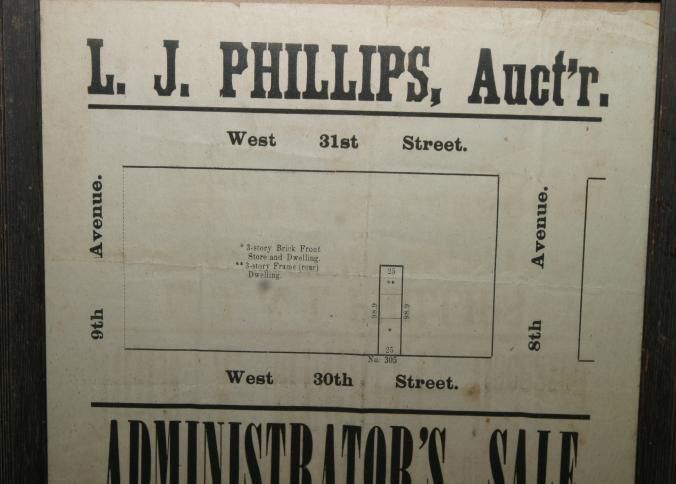 L. J. PHILLIPS, Auct'r.
West 31st Street.
9th Avenue.
* 3-story Brick Front
Store and Dwelling.
** 3-story Frame (rear)
Dwelling.
25
**
98.9
98.9
*
25
No. 305
8th Avenue.
West 30th Street.
ADMINISTRATOR'S SALE